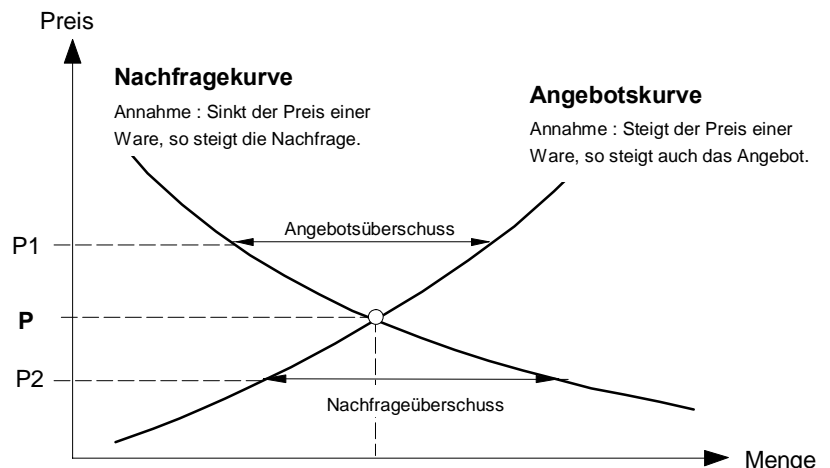 Preis
Nachfragekurve
Annahme : Sinkt der Preis einer
Ware, so steigt die Nachfrage.
Angebotskurve
Annahme : Steigt der Preis einer
Ware, so steigt auch das Angebot.
Angebotsüberschuss
P1
P
P2
Nachfrageüberschuss
Menge